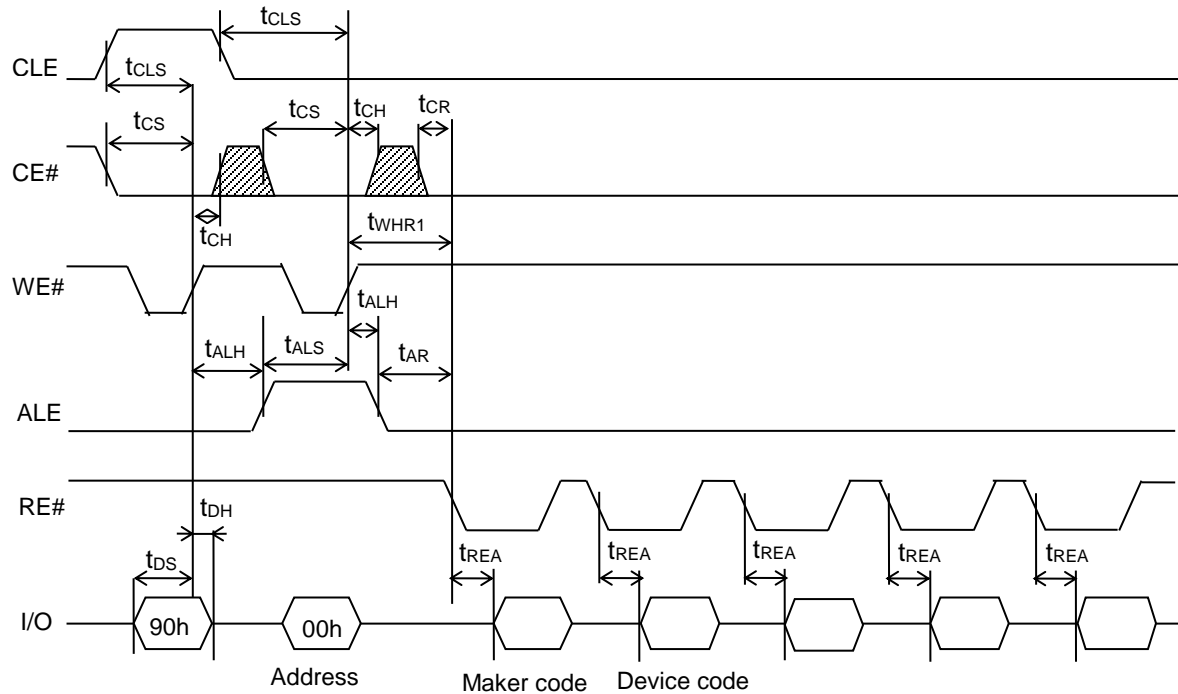 tCLS
CLE
tCLS
tCS tCH tCR
tCS
CE#
tCH
tWHR1
WE#
tALH
tALH tALS tAR
ALE
RE#
tDH
tDS tREA tREA tREA tREA tREA
I/O 90h 00h
Address Maker code Device code